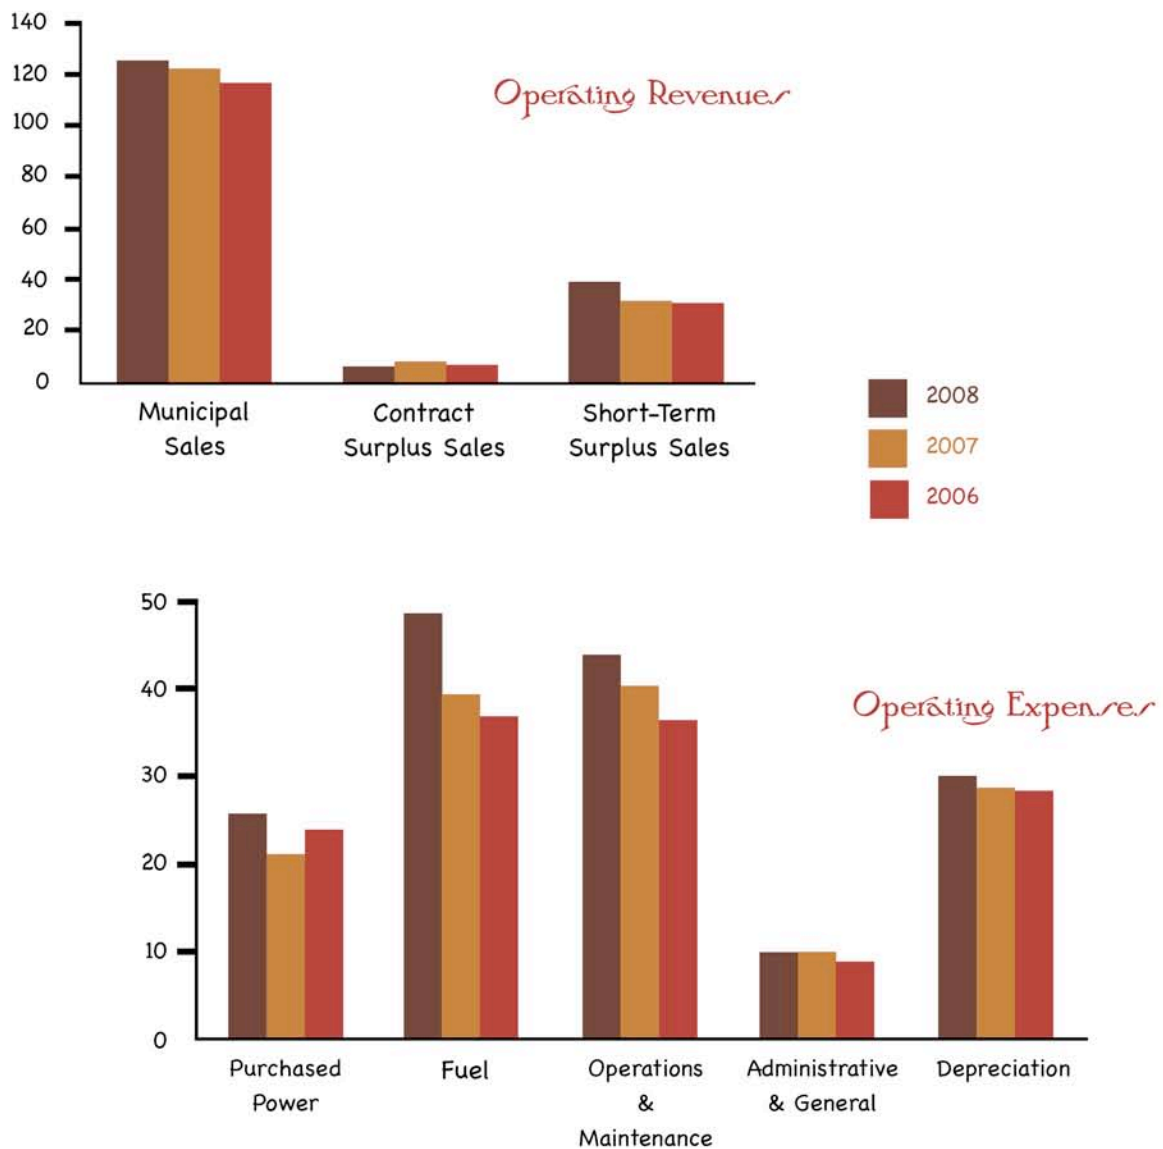 140
120
100
80
60
40
20
0
Operating Revenues
Municipal
Sales
Contract
Surplus Sales
Short-Term
Surplus Sales
2008
2007
2006
50
40
30
20
10
0
Operating Expenses
Purchased
Power
Fuel
Operations
&
Maintenance
Administrative
& General
Depreciation